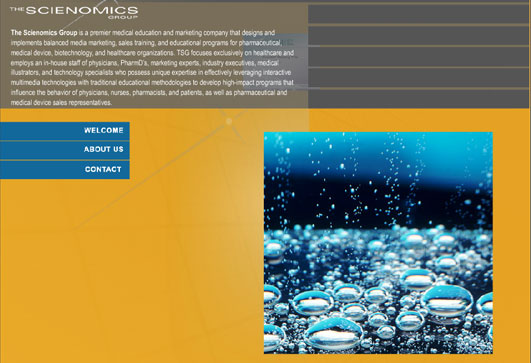 THE SCIENOMICS
GROUP
The Scienomics Group is a premier medical education and marketing company that designs and
implements balanced media marketing, sales training, and educational programs for pharmaceutical,
medical device, biotechnology, and healthcare organizations. TSG focuses exclusively on healthcare and
employs an in-house staff of physicians, PharmD's, marketing experts, industry executives, medical
illustrators, and technology specialists who possess unique expertise in effectively leveraging interactive
multimedia technologies with traditional educational methodologies to develop high-impact programs that
influence the behavior of physicians, nurses, pharmacists, and patients, as well as pharmaceutical and
medical device sales representatives.
WELCOME
ABOUT US
CONTACT